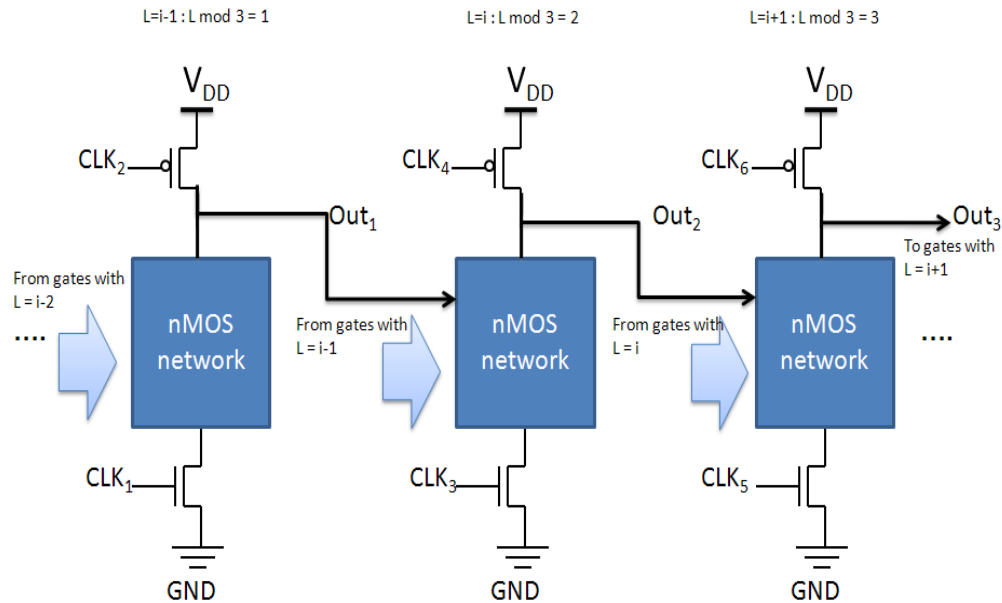 L=i-1 : L mod 3 = 1
L=i : L mod 3 = 2
L=i+1 : L mod 3 = 3
VDD
VDD
VDD
CLK2
CLK4
CLK6
Out1
Out2
Out3
To gates with
L = i+1
From gates with
L = i-2
....
nMOS
network
From gates with
L = i-1
nMOS
network
From gates with
L = i
nMOS
network
....
CLK1
CLK3
CLK5
GND
GND
GND